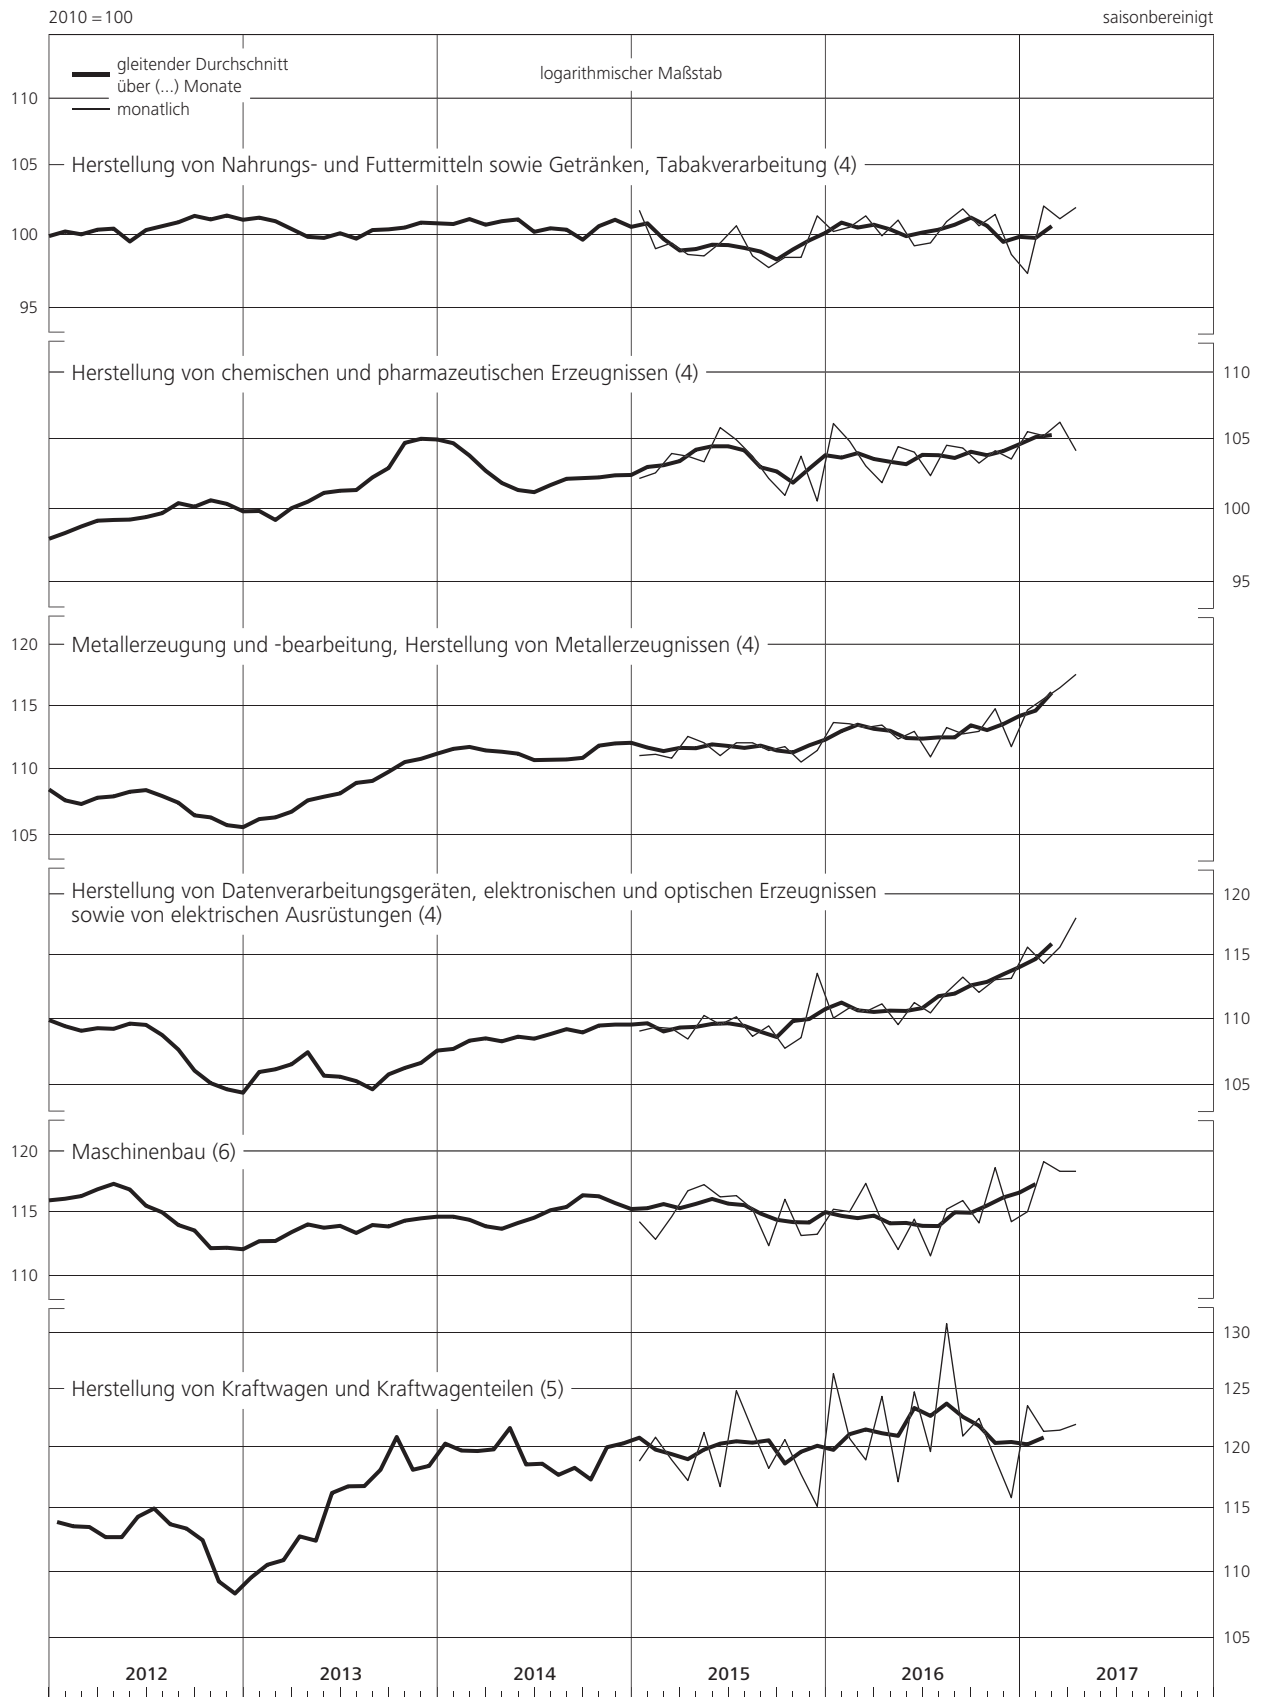 2010 = 100
saisonbereinigt
gleitender Durchschnitt
über (...) Monate
monatlich
logarithmischer Maßstab
110
105
Herstellung von Nahrungs- und Futtermitteln sowie Getränken, Tabakverarbeitung (4)
100
95
Herstellung von chemischen und pharmazeutischen Erzeugnissen (4)
110
105
100
95
120
Metallerzeugung und -bearbeitung, Herstellung von Metallerzeugnissen (4)
115
110
105
Herstellung von Datenverarbeitungsgeräten, elektronischen und optischen Erzeugnissen
sowie von elektrischen Ausrüstungen (4)
120
115
110
105
120
Maschinenbau (6)
115
110
130
Herstellung von Kraftwagen und Kraftwagenteilen (5)
125
120
115
110
105
2012 2013 2014 2015 2016 2017